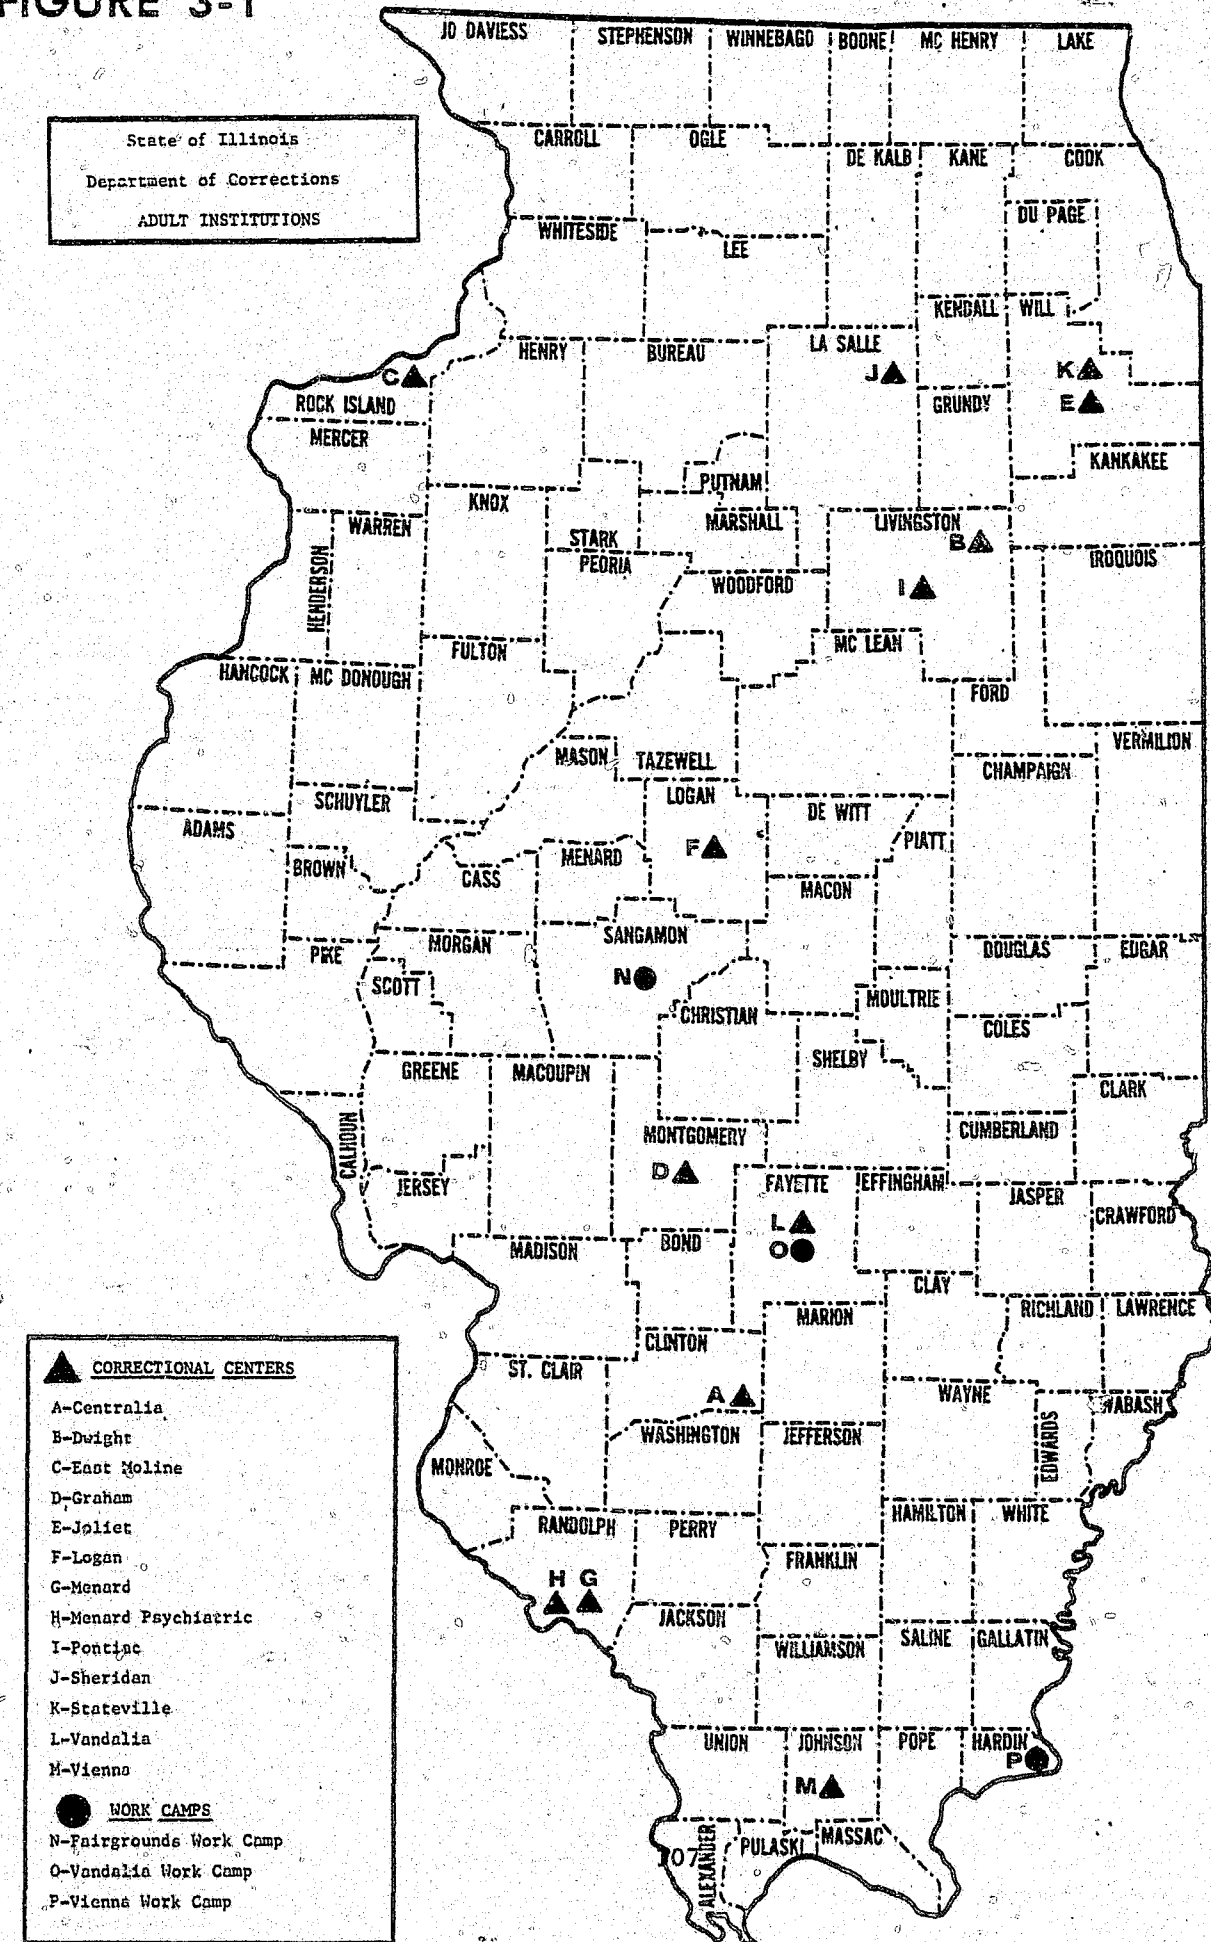 FIGURE 3-1
State of Illinois
Department of Corrections
ADULT INSTITUTIONS
JO DAVIESS STEPHENSON WINNEBAGO BOONE MC HENRY LAKE
CARROLL OGLE DE KALB KANE COOK
DU PAGE
WHITESIDE LEE
KENDALL WILL
HENRY BUREAU LA SALLE
C J K
ROCK ISLAND GRUNDY E
MERCER
KANKAKEE
PUTNAM
KNOX
WARREN STARK MARSHALL LIVINGSTON
B
HENDERSON PEORIA WOODFORD IROQUOIS
I
FULTON MC LEAN
HANCOCK MC DONOUGH FORD
VERMILION
MASON TAZEWELL CHAMPAIGN
SCHUYLER LOGAN DE WITT
ADAMS PIATT
F
BROWN CASS MENARD MACON
PIKE MORGAN SANGAMON DOUGLAS EDGAR
N
SCOTT CHRISTIAN MOULTRIE
COLES
GREENE MACOUPIN SHELBY
CLARK
CALHOUN MONTGOMERY CUMBERLAND
D
JERSEY FAYETTE EFFINGHAM JASPER
CRAWFORD
L
O
MADISON BOND
CLAY
MARION RICHLAND LAWRENCE
CLINTON
ST. CLAIR
A WAYNE WABASH
WASHINGTON JEFFERSON EDWARDS
MONROE
HAMILTON WHITE
RANDOLPH PERRY
FRANKLIN
H G
JACKSON
WILLIAMSON SALINE GALLATIN
UNION JOHNSON POPE HARDIN
P
M
ALEXANDER PULASKI MASSAC
107
CORRECTIONAL CENTERS
A-Centralia
B-Dwight
C-East Moline
D-Graham
E-Joliet
F-Logan
G-Menard
H-Menard Psychiatric
I-Pontiac
J-Sheridan
K-Stateville
L-Vandalia
M-Vienna
WORK CAMPS
N-Fairgrounds Work Camp
O-Vandalia Work Camp
P-Vienna Work Camp